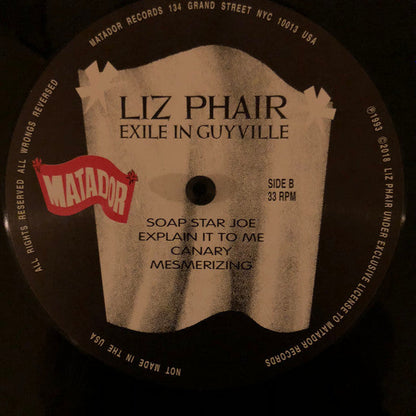 MATADOR RECORDS 134 GRAND STREET NYC 10013 USA
LIZ PHAIR
EXILE IN GUYVILLE
MATADOR
SIDE B
33 RPM
SOAP STAR JOE
EXPLAIN IT TO ME
CANARY
MESMERIZING
ALL RIGHTS RESERVED ALL WRONGS REVERSED
℗1993 ©2018 LIZ PHAIR UNDER EXCLUSIVE LICENSE TO MATADOR RECORDS
NOT MADE IN THE USA